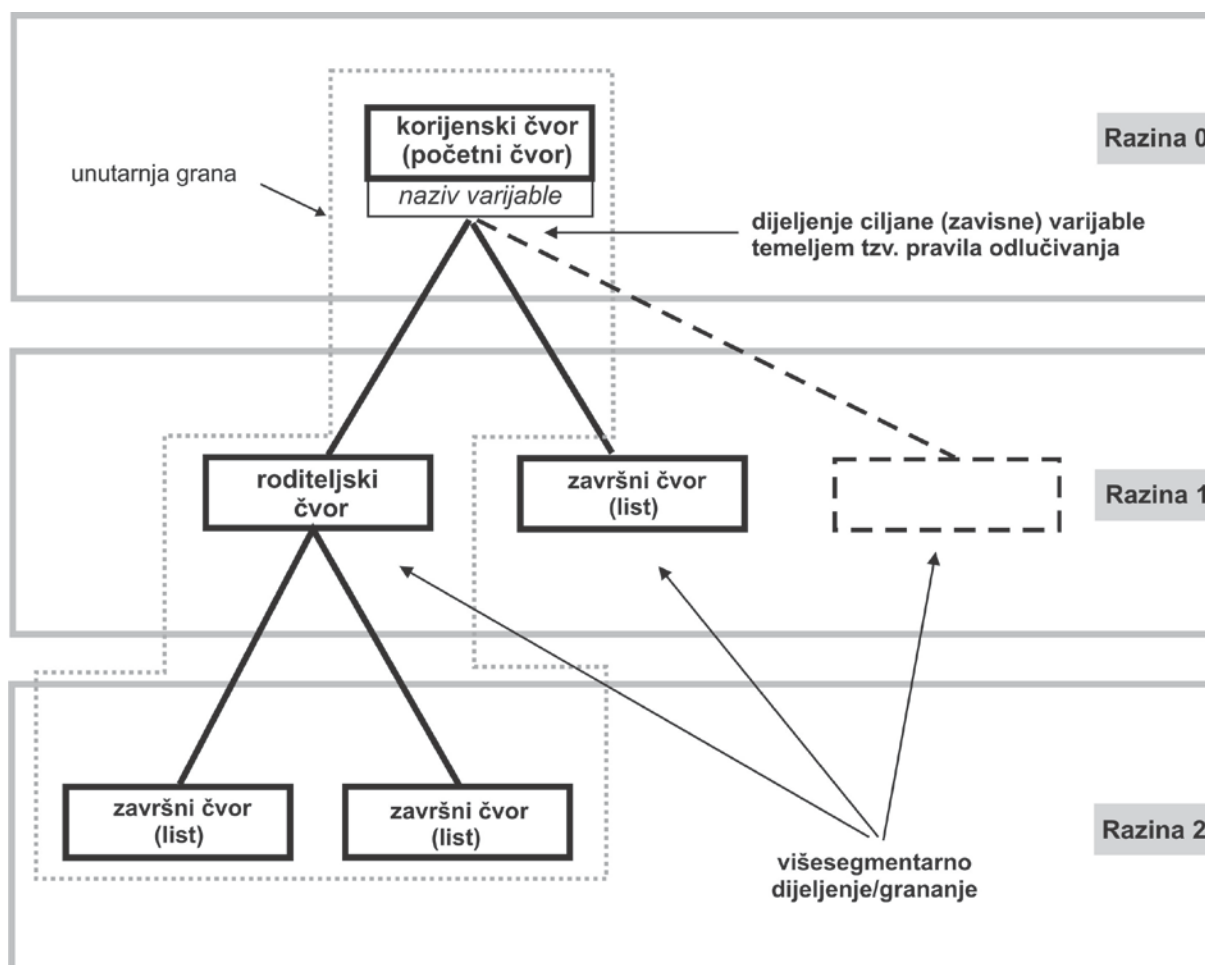 korijenski čvor
(početni čvor)
Razina 0
unutarnja grana
naziv varijable
dijeljenje ciljane (zavisne) varijable
temeljem tzv. pravila odlučivanja
roditeljski
čvor
završni čvor
(list)
Razina 1
završni čvor
(list)
završni čvor
(list)
Razina 2
višesegmentarno
dijeljenje/grananje